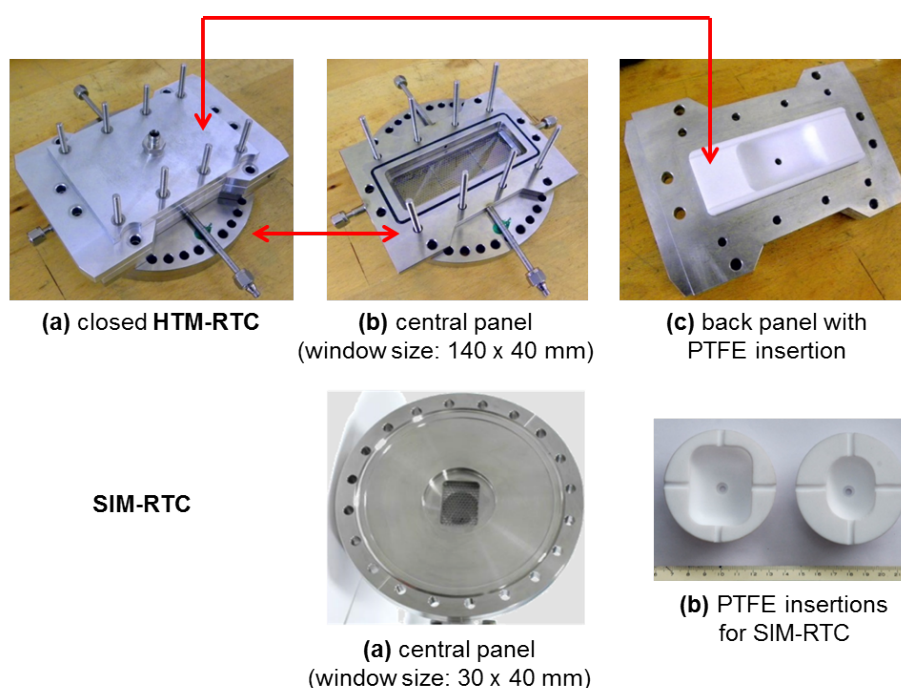 (a) closed HTM-RTC
(b) central panel
(window size: 140 x 40 mm)
(c) back panel with
PTFE insertion
SIM-RTC
(a) central panel
(window size: 30 x 40 mm)
(b) PTFE insertions
for SIM-RTC